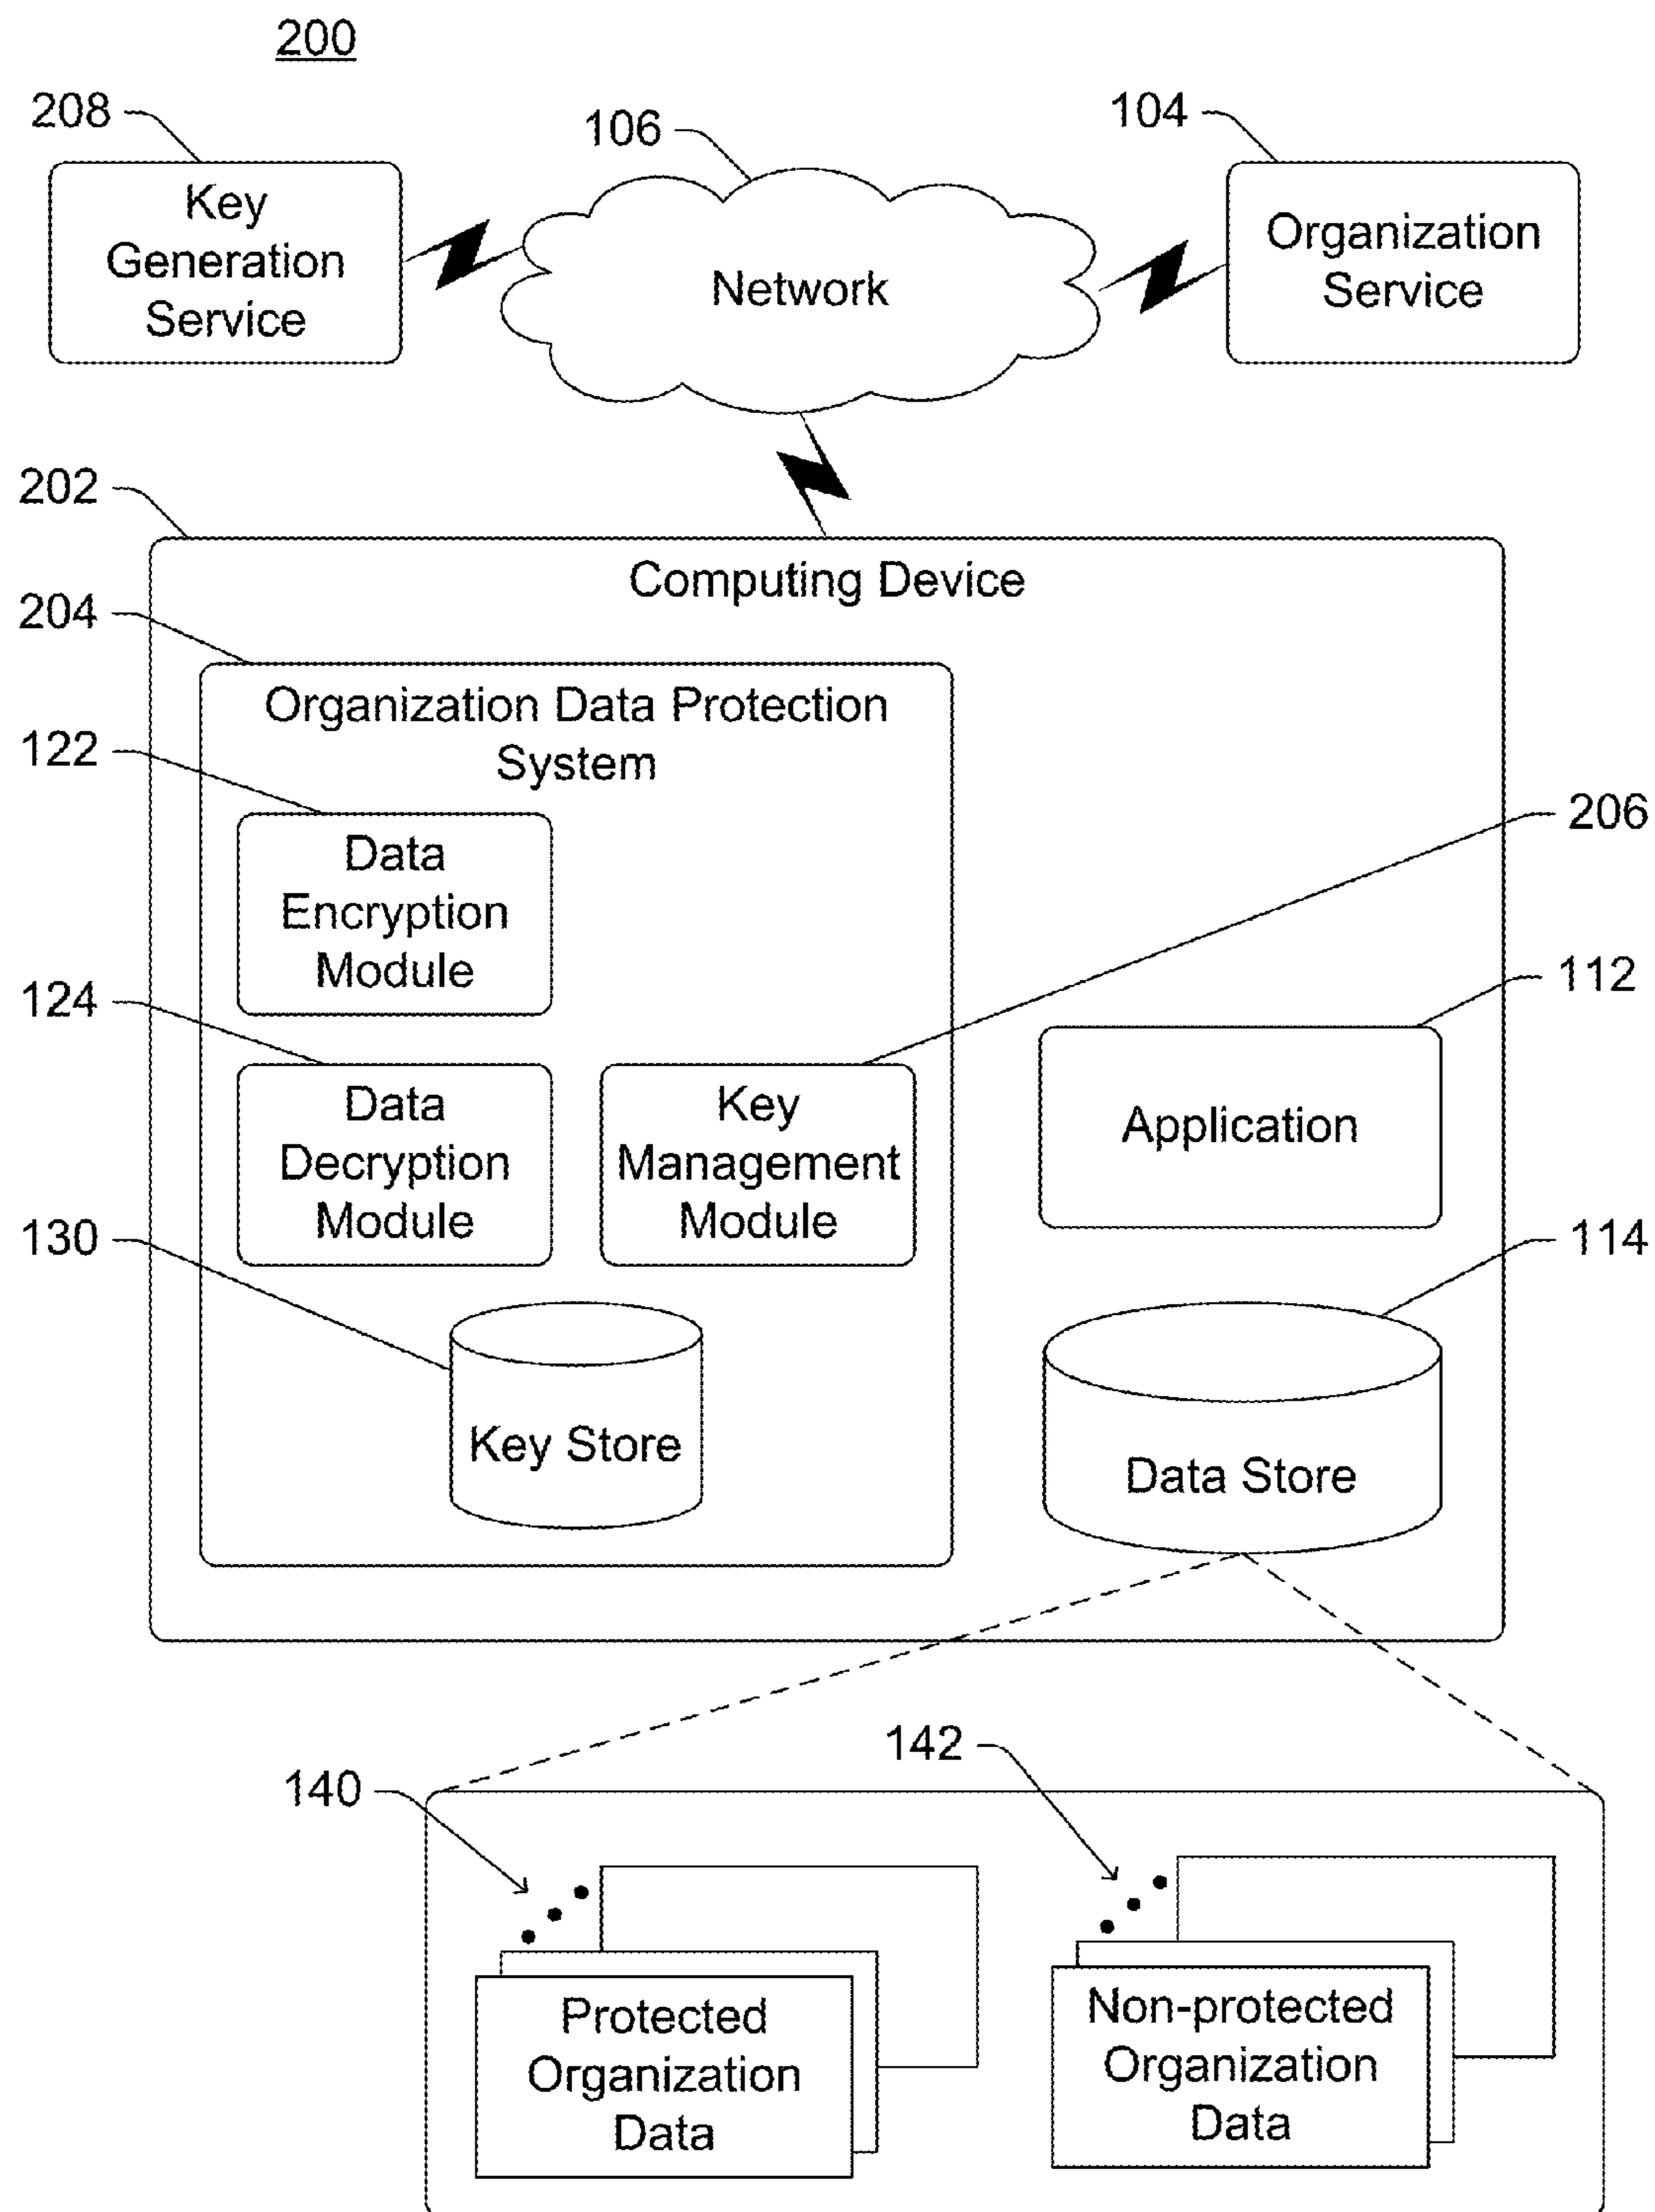 200
208
106
104
Key
Generation
Service
Network
Organization
Service
202
Computing Device
204
Organization Data Protection
System
122
Data
Encryption
Module
206
124
Data
Decryption
Module
Key
Management
Module
112
Application
130
Key Store
114
Data Store
140
142
Protected
Organization
Data
Non-protected
Organization
Data